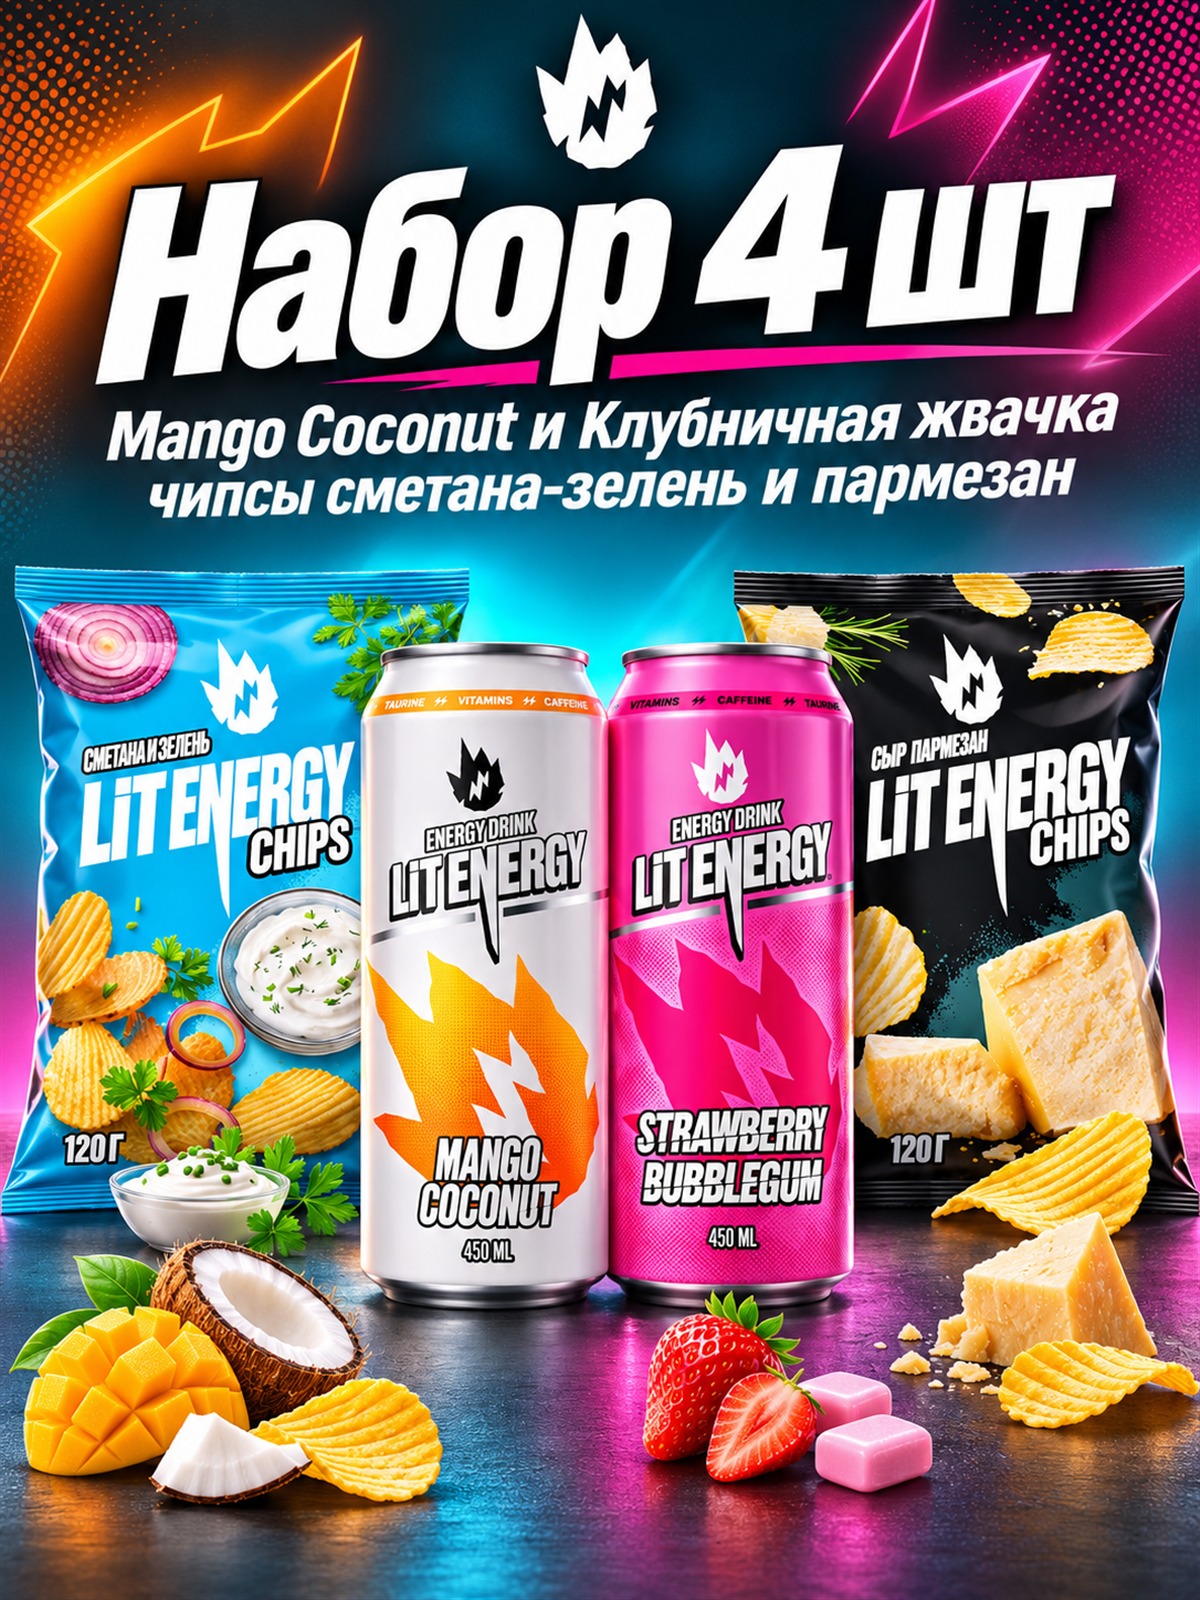 Набор 4 шт
Mango Coconut и Клубничная жвачка
чипсы сметана-зелень и пармезан
СМЕТАНА И ЗЕЛЕНЬ
LiT ENERGY
CHIPS
120 Г
TAURINE VITAMINS CAFFEINE
ENERGY DRINK
LiT ENERGY
MANGO
COCONUT
450 ML
VITAMINS CAFFEINE TAURINE
ENERGY DRINK
LiT ENERGY
STRAWBERRY
BUBBLEGUM
450 ML
СЫР ПАРМЕЗАН
LiT ENERGY
CHIPS
120 Г